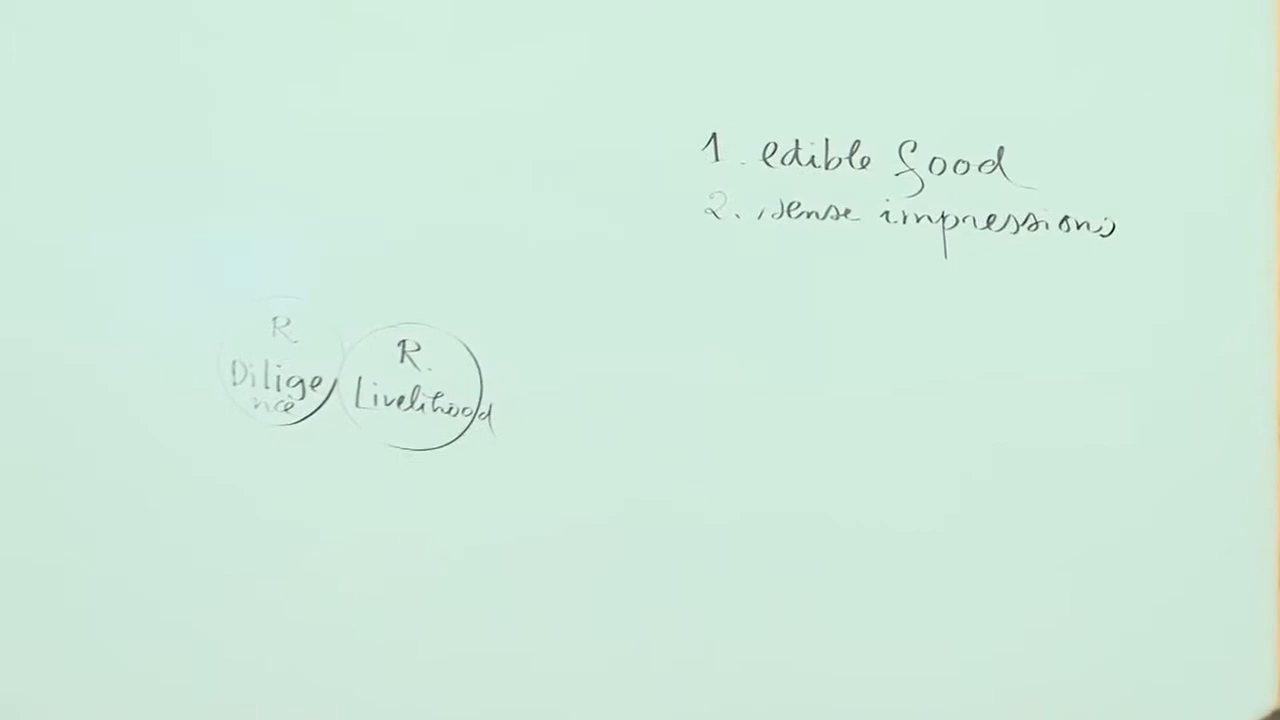 1. edible food
2. sense impressions
R
Dilige
nce
R.
Livelihood